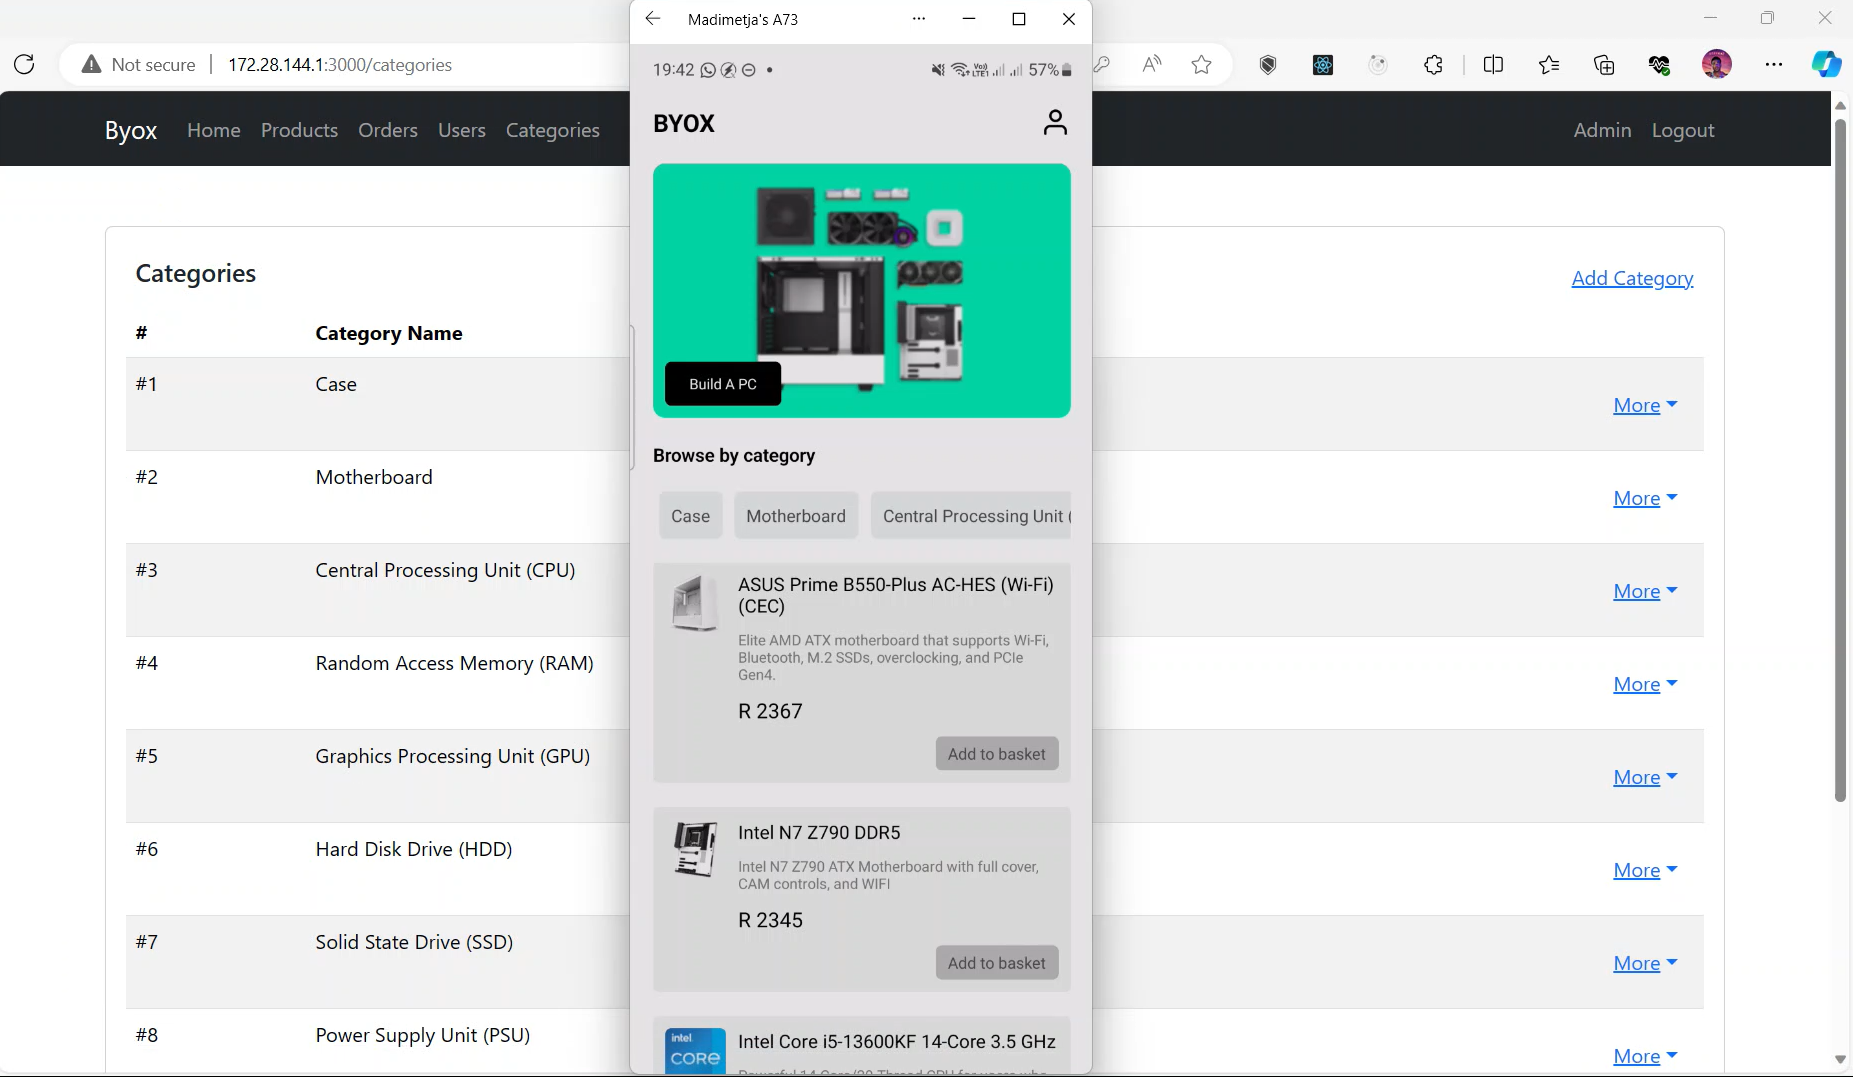 Madimetja's A73
Not secure
172.28.144.1:3000/categories
19:42
57%
Byox
Home
Products
Orders
Users
Categories
Admin
Logout
BYOX
Build A PC
Categories
Add Category
#
Category Name
#1
Case
More
#2
Motherboard
More
#3
Central Processing Unit (CPU)
More
#4
Random Access Memory (RAM)
More
#5
Graphics Processing Unit (GPU)
More
#6
Hard Disk Drive (HDD)
More
#7
Solid State Drive (SSD)
More
#8
Power Supply Unit (PSU)
More
Browse by category
Case
Motherboard
Central Processing Unit (
ASUS Prime B550-Plus AC-HES (Wi-Fi)
(CEC)
Elite AMD ATX motherboard that supports Wi-Fi,
Bluetooth, M.2 SSDs, overclocking, and PCIe
Gen4.
R 2367
Add to basket
Intel N7 Z790 DDR5
Intel N7 Z790 ATX Motherboard with full cover,
CAM controls, and WIFI
R 2345
Add to basket
intel
CORE
Intel Core i5-13600KF 14-Core 3.5 GHz